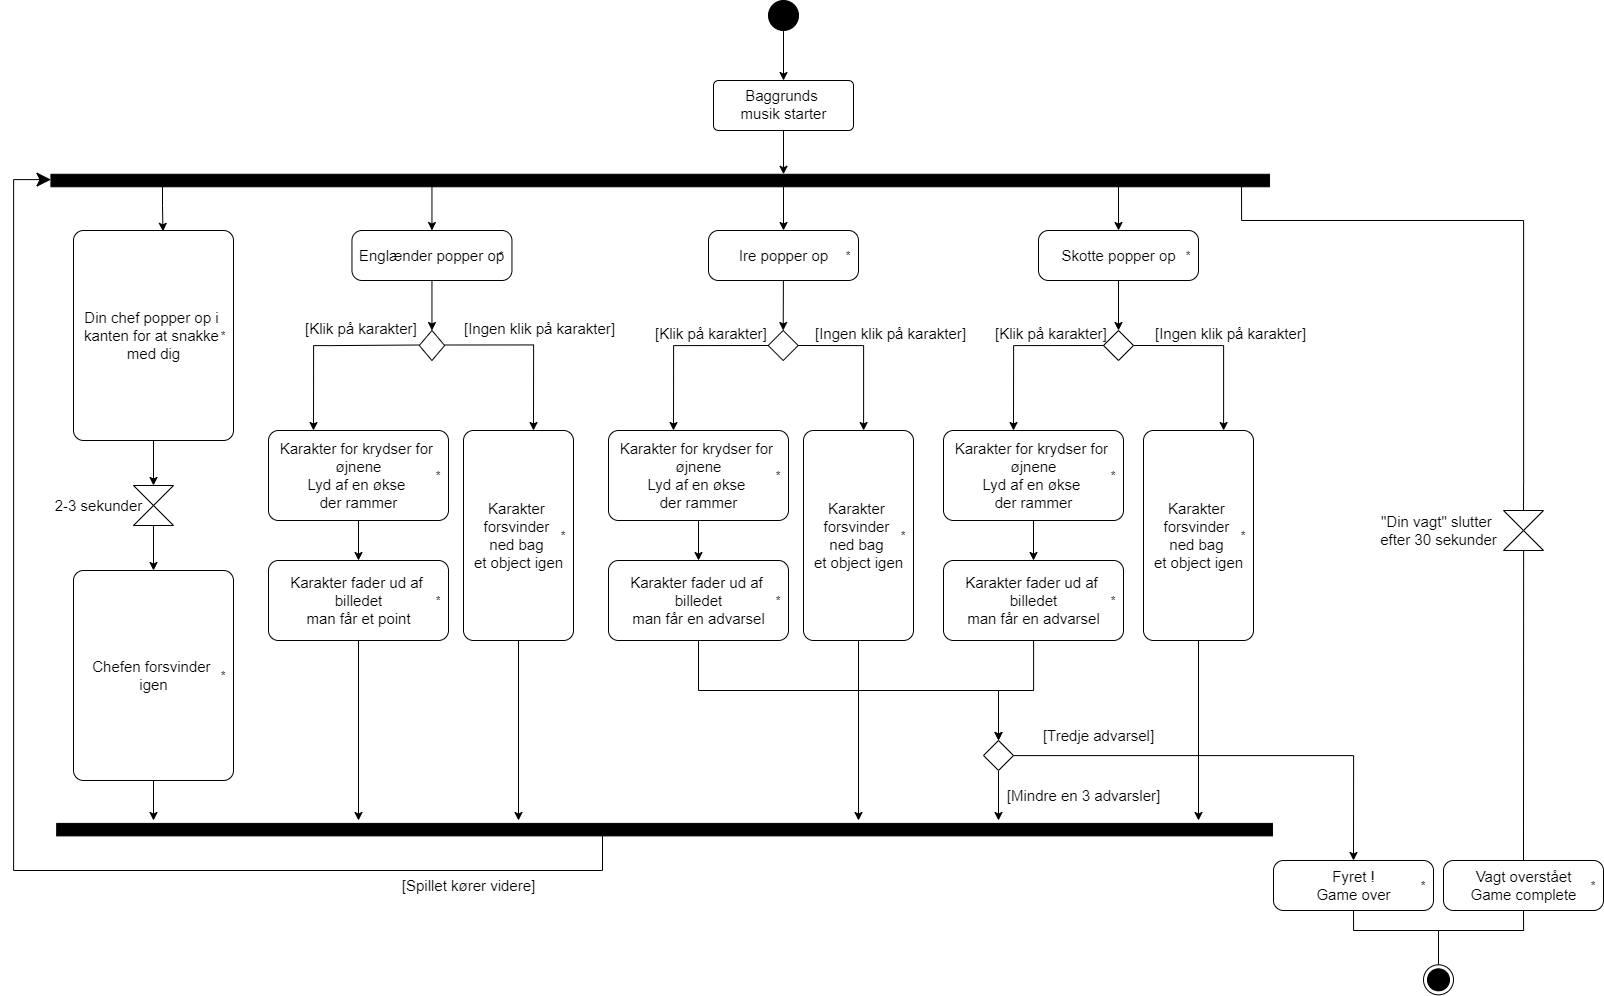 Baggrunds
musik starter
Din chef popper op i
kanten for at snakke
med dig
*
2-3 sekunder
Chefen forsvinder
igen
*
Englænder popper op
*
[Klik på karakter]
[Ingen klik på karakter]
Karakter for krydser for
øjnene
Lyd af en økse
der rammer
*
Karakter fader ud af
billedet
man får et point
*
Karakter
forsvinder
ned bag
et object igen
*
Ire popper op
*
[Klik på karakter]
[Ingen klik på karakter]
Karakter for krydser for
øjnene
Lyd af en økse
der rammer
*
Karakter fader ud af
billedet
man får en advarsel
*
Karakter
forsvinder
ned bag
et object igen
*
Skotte popper op
*
[Klik på karakter]
[Ingen klik på karakter]
Karakter for krydser for
øjnene
Lyd af en økse
der rammer
*
Karakter fader ud af
billedet
man får en advarsel
*
Karakter
forsvinder
ned bag
et object igen
*
"Din vagt" slutter
efter 30 sekunder
[Tredje advarsel]
[Mindre en 3 advarsler]
[Spillet kører videre]
Fyret !
Game over
*
Vagt overstået
Game complete
*